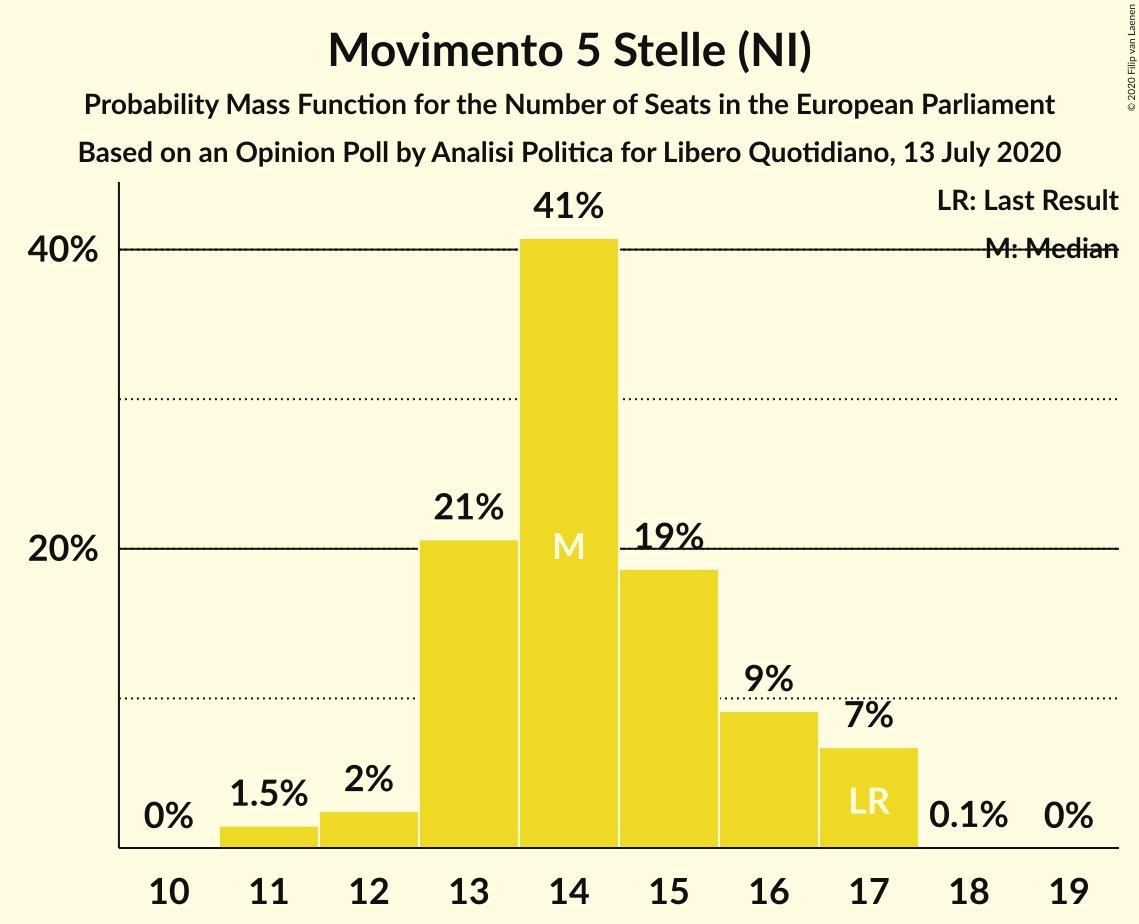 Movimento 5 Stelle (NI)
Probability Mass Function for the Number of Seats in the European Parliament
Based on an Opinion Poll by Analisi Politica for Libero Quotidiano, 13 July 2020
© 2020 Filip van Laenen
LR: Last Result
M: Median
40%
20%
0%
1.5%
2%
21%
41%
M
19%
9%
7%
LR
0.1%
0%
10 11 12 13 14 15 16 17 18 19